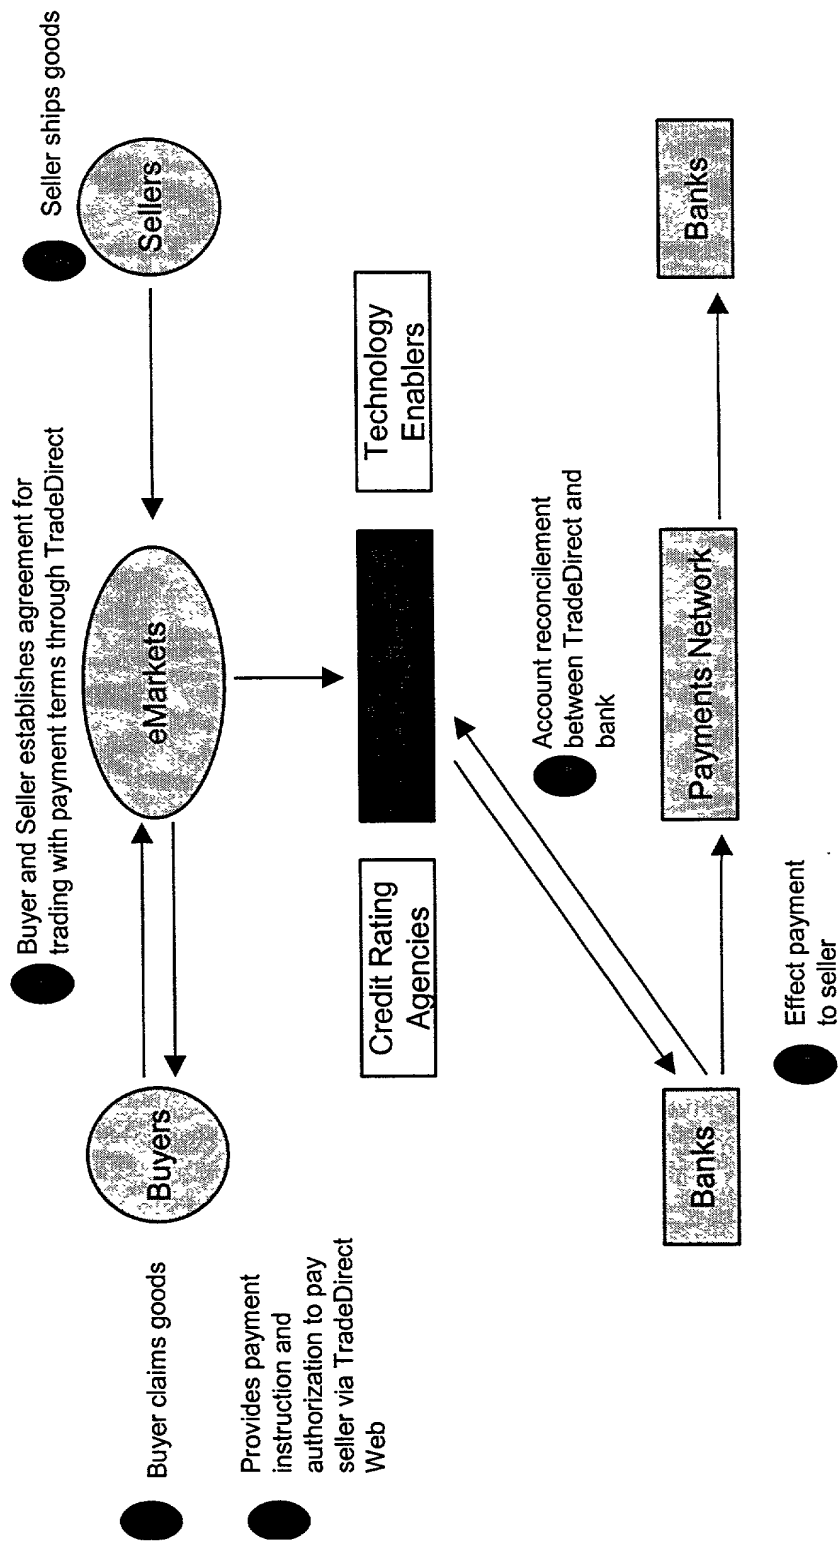 Buyer and Seller establishes agreement for
trading with payment terms through TradeDirect
Seller ships goods
Buyer claims goods
Buyers
eMarkets
Sellers
Provides payment
instruction and
authorization to pay
seller via TradeDirect
Web
Credit Rating
Agencies
Technology
Enablers
Account reconcilement
between TradeDirect and
bank
Banks
Payments Network
Banks
Effect payment
to seller